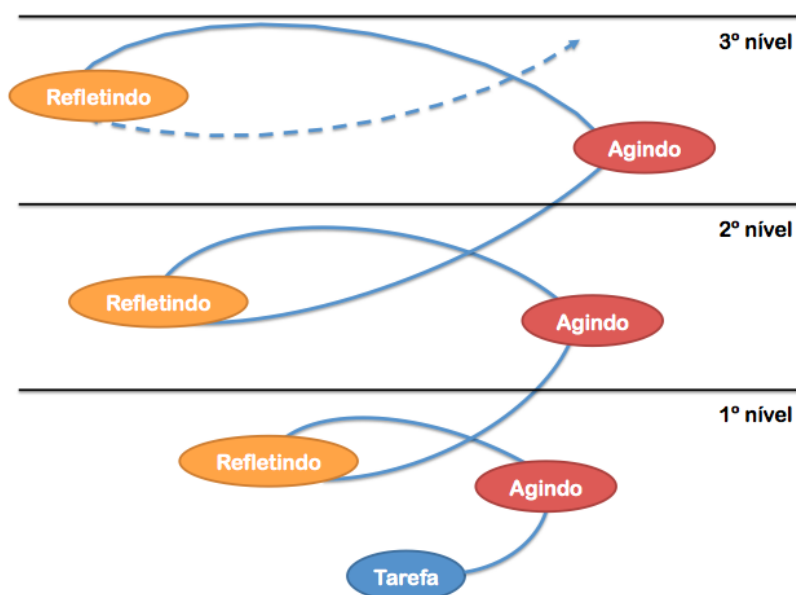 3º nível
Refletindo
Agindo
2º nível
Refletindo
Agindo
1º nível
Refletindo
Agindo
Tarefa